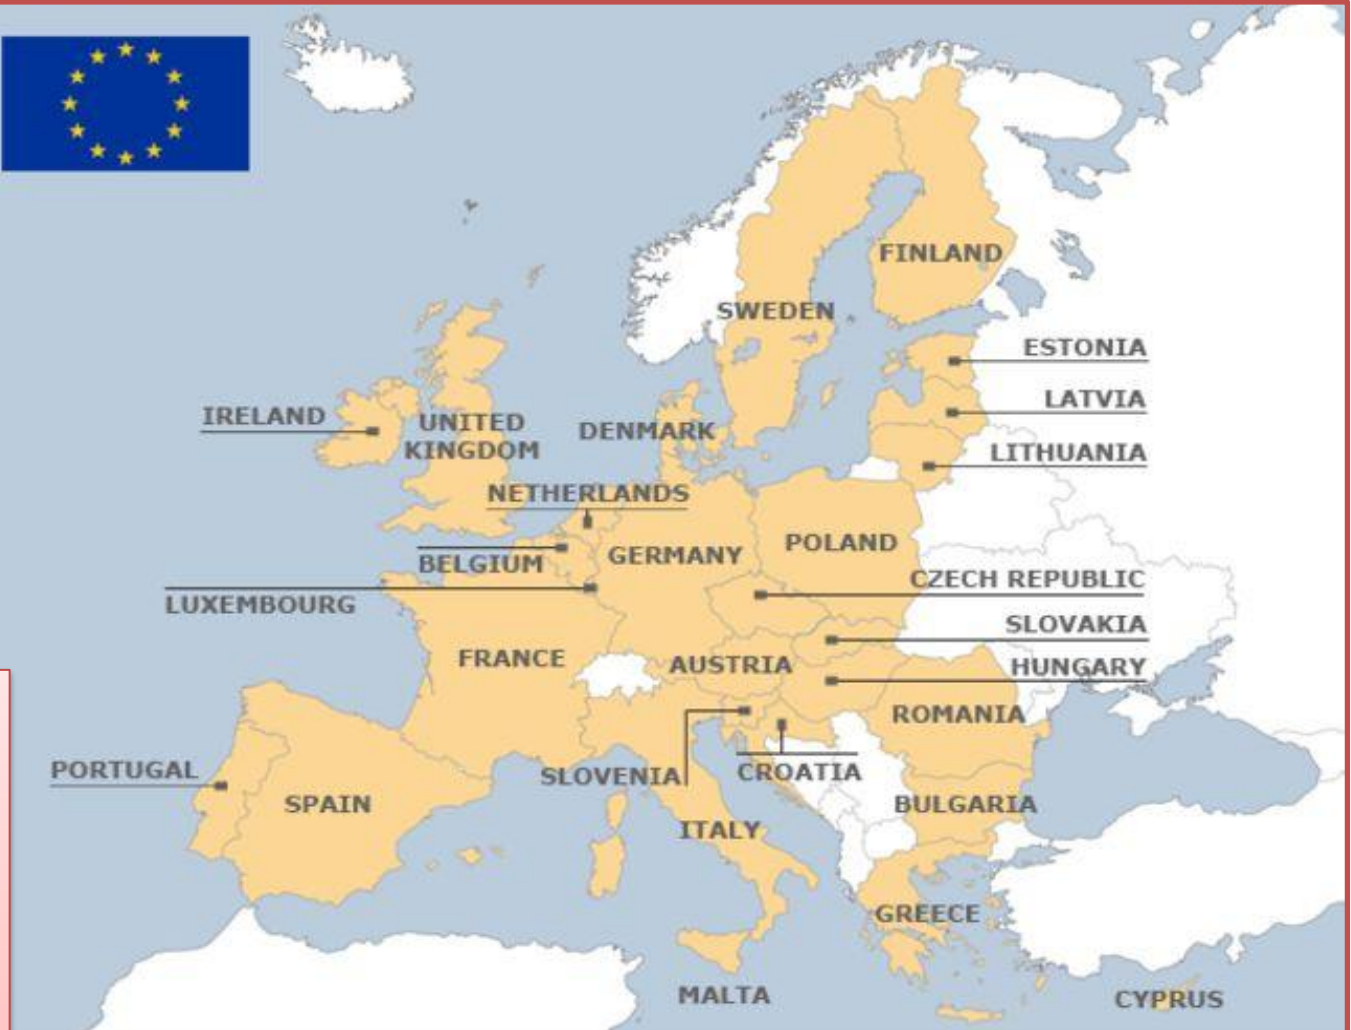 FINLAND
SWEDEN
ESTONIA
LATVIA
LITHUANIA
IRELAND
UNITED
KINGDOM
DENMARK
NETHERLANDS
BELGIUM
GERMANY
POLAND
LUXEMBOURG
CZECH REPUBLIC
SLOVAKIA
HUNGARY
FRANCE
AUSTRIA
ROMANIA
PORTUGAL
SPAIN
SLOVENIA
CROATIA
BULGARIA
ITALY
GREECE
MALTA
CYPRUS